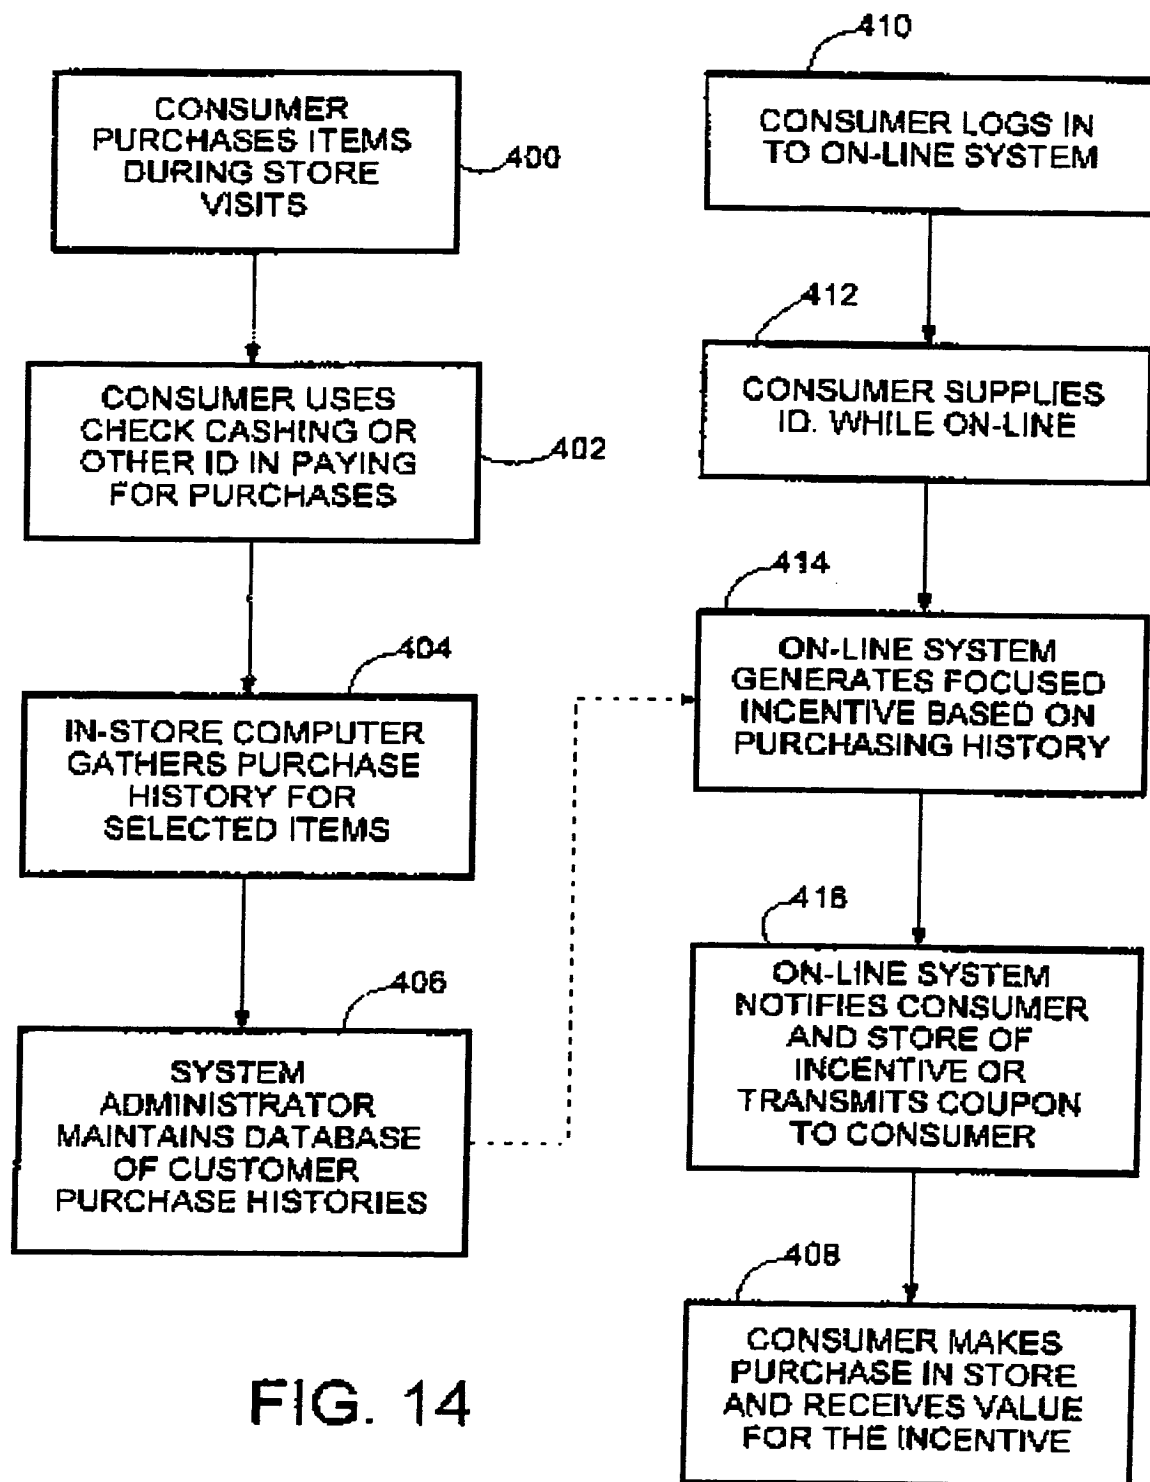 CONSUMER
PURCHASES ITEMS
DURING STORE
VISITS
400
CONSUMER USES
CHECK CASHING OR
OTHER ID IN PAYING
FOR PURCHASES
402
404
IN-STORE COMPUTER
GATHERS PURCHASE
HISTORY FOR
SELECTED ITEMS
406
SYSTEM
ADMINISTRATOR
MAINTAINS DATABASE
OF CUSTOMER
PURCHASE HISTORIES
410
CONSUMER LOGS IN
TO ON-LINE SYSTEM
412
CONSUMER SUPPLIES
ID. WHILE ON-LINE
414
ON-LINE SYSTEM
GENERATES FOCUSED
INCENTIVE BASED ON
PURCHASING HISTORY
416
ON-LINE SYSTEM
NOTIFIES CONSUMER
AND STORE OF
INCENTIVE OR
TRANSMITS COUPON
TO CONSUMER
408
CONSUMER MAKES
PURCHASE IN STORE
AND RECEIVES VALUE
FOR THE INCENTIVE
FIG. 14